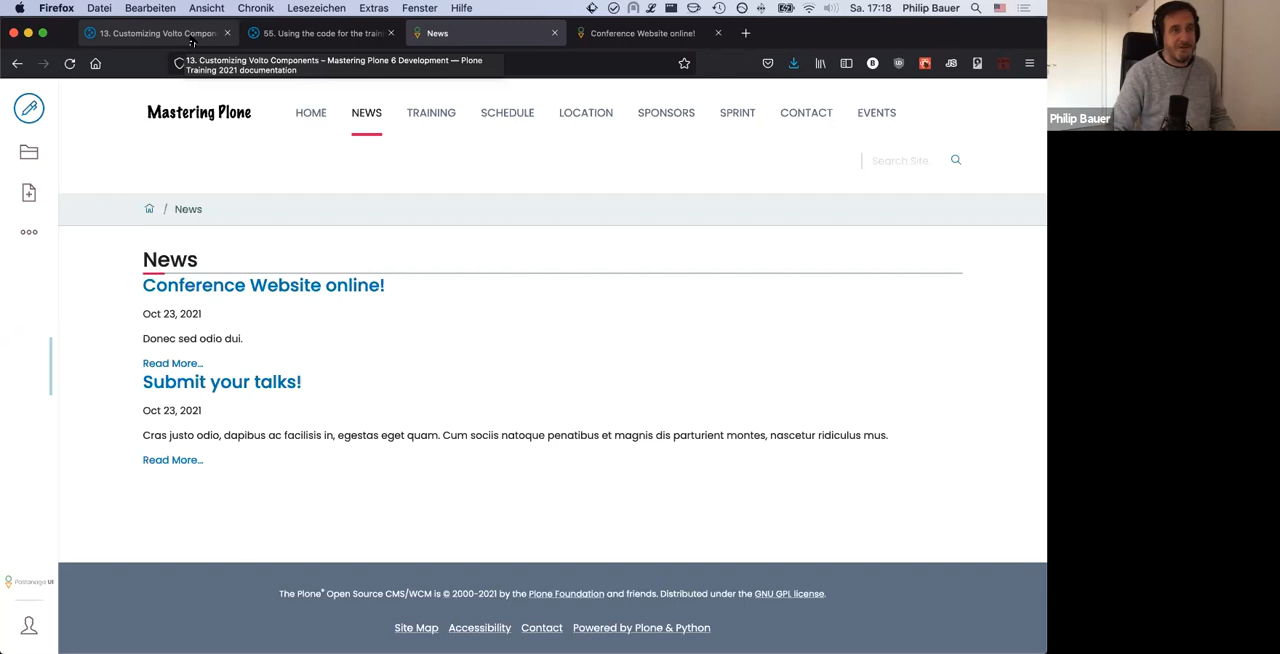 Firefox Datei Bearbeiten Ansicht Chronik Lesezeichen Extras Fenster Hilfe Sa. 17:18 Philip Bauer
13. Customizing Volto Compon 55. Using the code for the train News Conference Website online!
13. Customizing Volto Components – Mastering Plone 6 Development — Plone
Training 2021 documentation
Philip Bauer
Mastering Plone HOME NEWS TRAINING SCHEDULE LOCATION SPONSORS SPRINT CONTACT EVENTS
Search Site
/ News
News
Conference Website online!
Oct 23, 2021
Donec sed odio dui.
Read More...
Submit your talks!
Oct 23, 2021
Cras justo odio, dapibus ac facilisis in, egestas eget quam. Cum sociis natoque penatibus et magnis dis parturient montes, nascetur ridiculus mus.
Read More...
Pastanaga UI
The Plone® Open Source CMS/WCM is © 2000-2021 by the Plone Foundation and friends. Distributed under the GNU GPL license.
Site Map Accessibility Contact Powered by Plone & Python